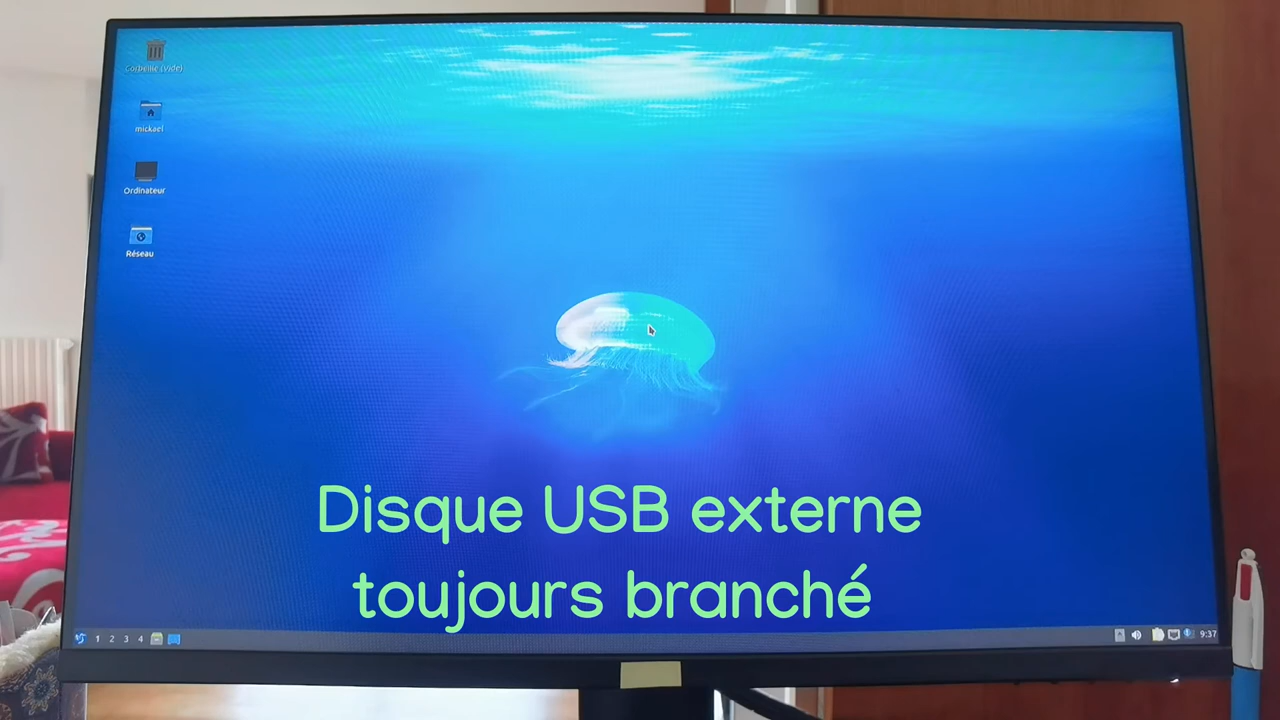 Corbeille (Vide)
mickael
Ordinateur
Réseau
Disque USB externe
toujours branché
1 2 3 4
9:37